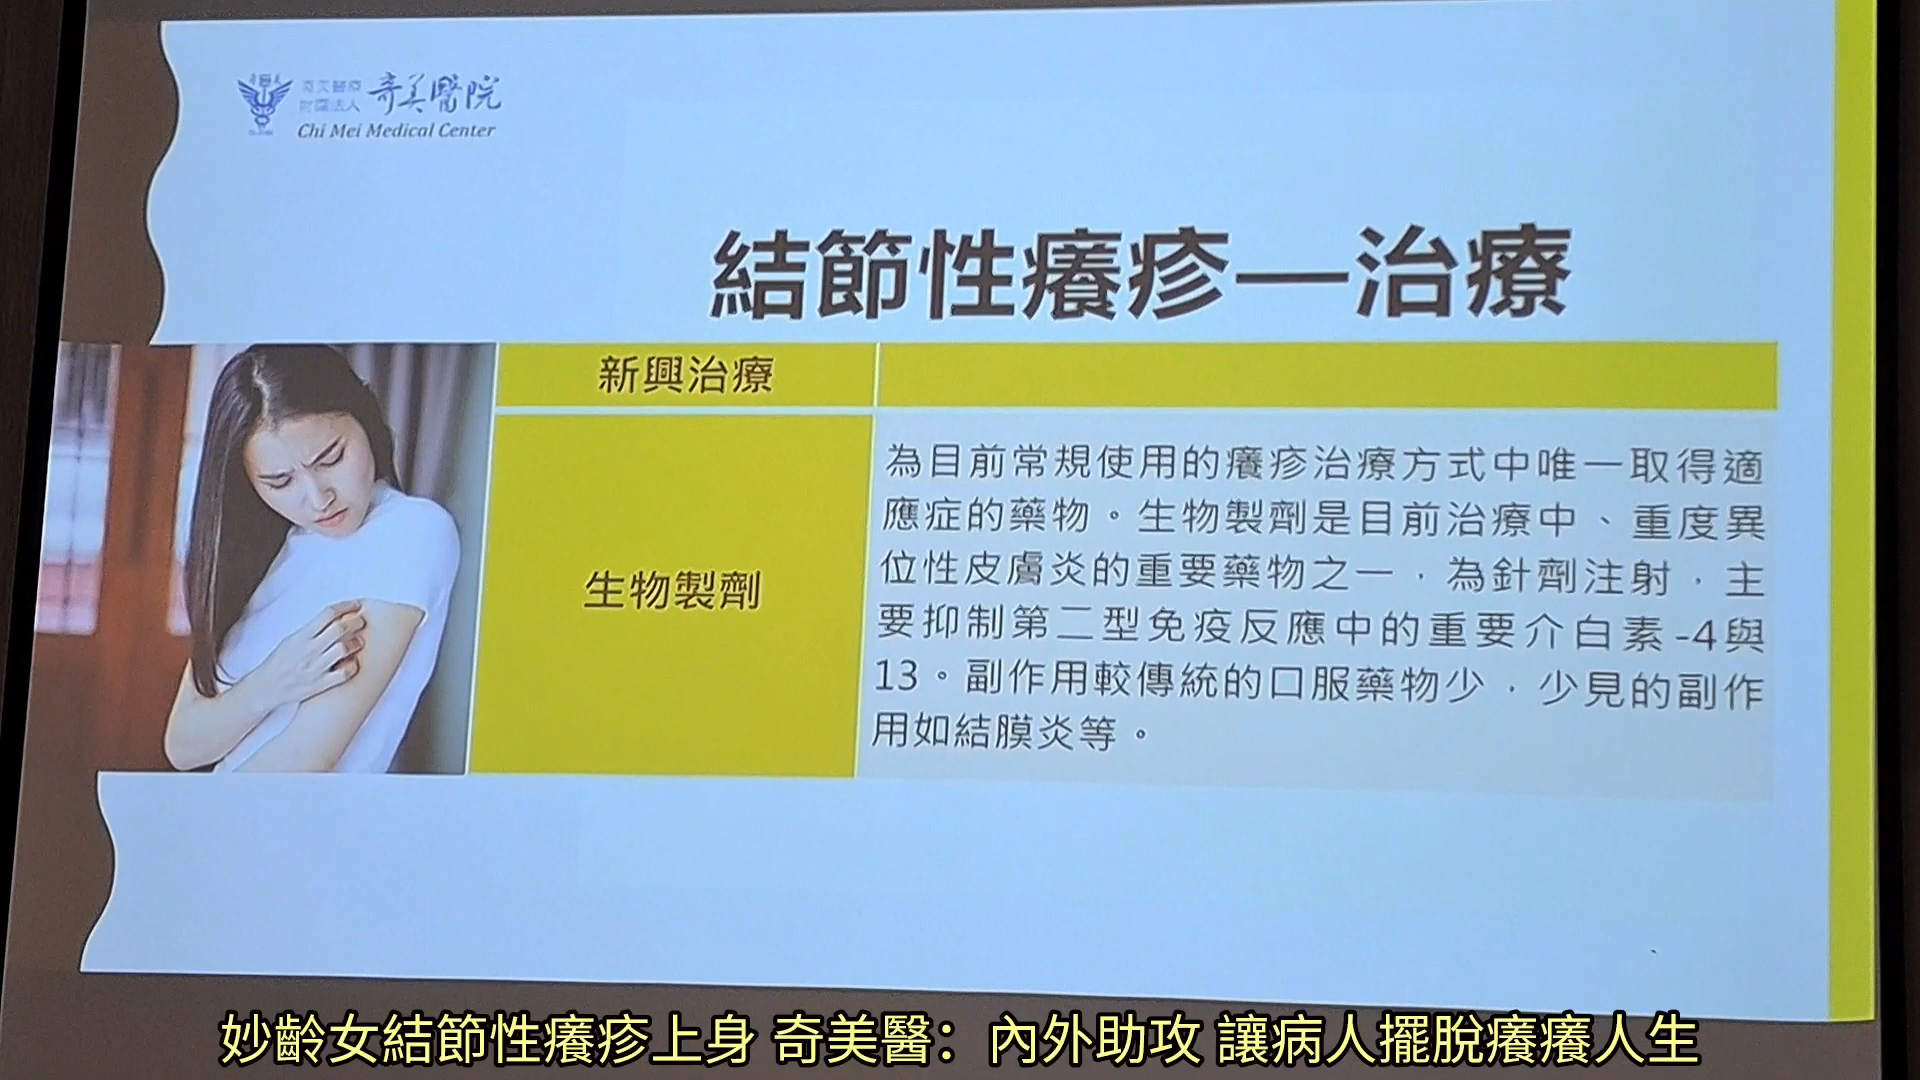 奇美醫療
財團法人
奇美醫院
Chi Mei Medical Center
結節性癢疹—治療
新興治療
生物製劑
為目前常規使用的癢疹治療方式中唯一取得適
應症的藥物。生物製劑是目前治療中、重度異
位性皮膚炎的重要藥物之一，為針劑注射，主
要抑制第二型免疫反應中的重要介白素-4與
13。副作用較傳統的口服藥物少，少見的副作
用如結膜炎等。
妙齡女結節性癢疹上身 奇美醫：內外助攻 讓病人擺脫癢癢人生